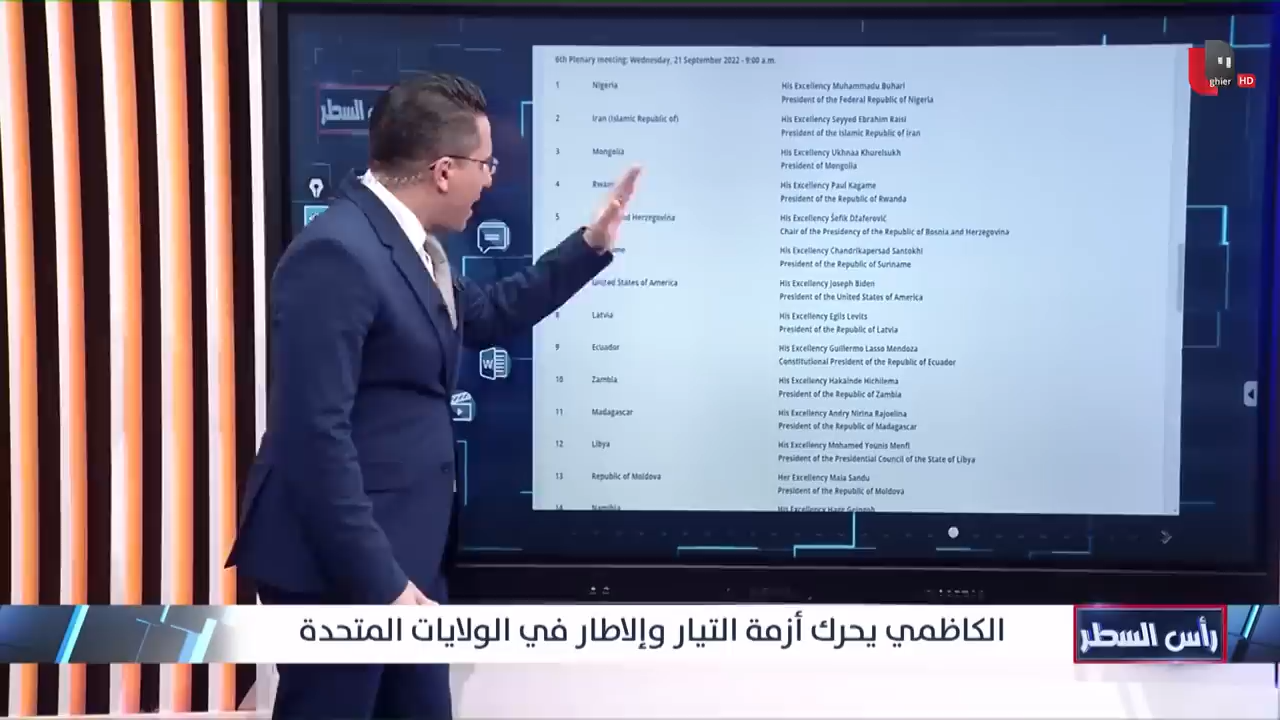 6th Plenary meeting: Wednesday, 21 September 2022 - 9:00 a.m.
1 Nigeria His Excellency Muhammadu Buhari
President of the Federal Republic of Nigeria
2 Iran (Islamic Republic of) His Excellency Seyyed Ebrahim Raisi
President of the Islamic Republic of Iran
3 Mongolia His Excellency Ukhnaa Khurelsukh
President of Mongolia
4 His Excellency Paul Kagame
President of the Republic of Rwanda
5 Herzegovina His Excellency Šefik Džaferović
Chair of the Presidency of the Republic of Bosnia and Herzegovina
His Excellency Chandrikapersad Santokhi
President of the Republic of Suriname
United States of America His Excellency Joseph Biden
President of the United States of America
8 Latvia His Excellency Egils Levits
President of the Republic of Latvia
9 Ecuador His Excellency Guillermo Lasso Mendoza
Constitutional President of the Republic of Ecuador
10 Zambia His Excellency Hakainde Hichilema
President of the Republic of Zambia
11 Madagascar His Excellency Andry Nirina Rajoelina
President of the Republic of Madagascar
12 Libya His Excellency Mohamed Younis Menfi
President of the Presidential Council of the State of Libya
13 Republic of Moldova Her Excellency Maia Sandu
President of the Republic of Moldova
14 Namibia His Excellency Hage Geingob
السطر
W
ghier HD
الكاظمي يحرك أزمة التيار وإلاطار في الولايات المتحدة
رأس السطر